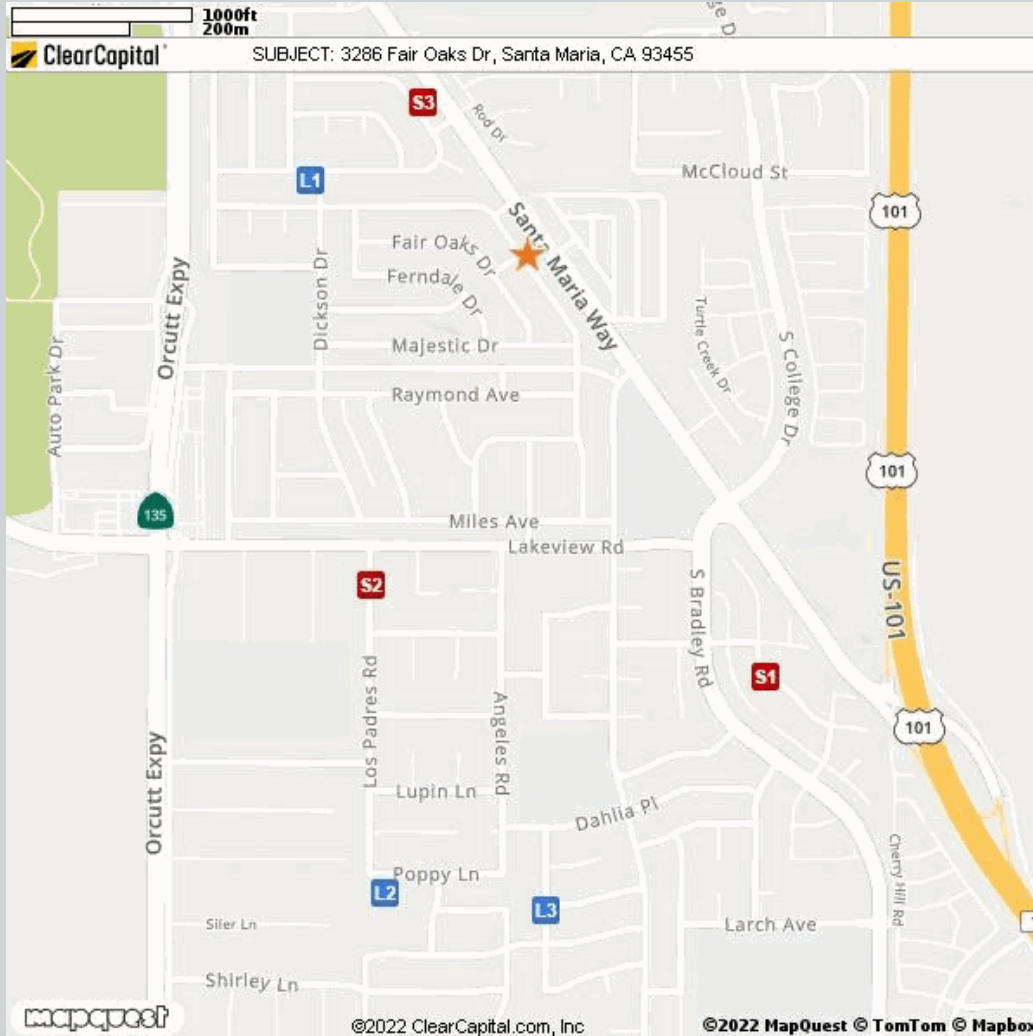 1000ft
200m
ClearCapital
SUBJECT: 3286 Fair Oaks Dr, Santa Maria, CA 93455
ge D
S3
Rod Dr
L1
McCloud St
101
Santa Maria Way
Fair Oaks Dr
Ferndale Dr
Dickson Dr
Orcutt Expy
Turtle Creek Dr
S College Dr
Majestic Dr
Auto Park Dr
Raymond Ave
101
135
Miles Ave
Lakeview Rd
S2
US-101
S Bradley Rd
S1
Los Padres Rd
Angeles Rd
101
Orcutt Expy
Lupin Ln
Dahlia Pl
Cherry Hill Rd
Poppy Ln
L2
L3
Siler Ln
Larch Ave
Shirley Ln
mapquest
©2022 ClearCapital.com, Inc
©2022 MapQuest © TomTom © Mapbox